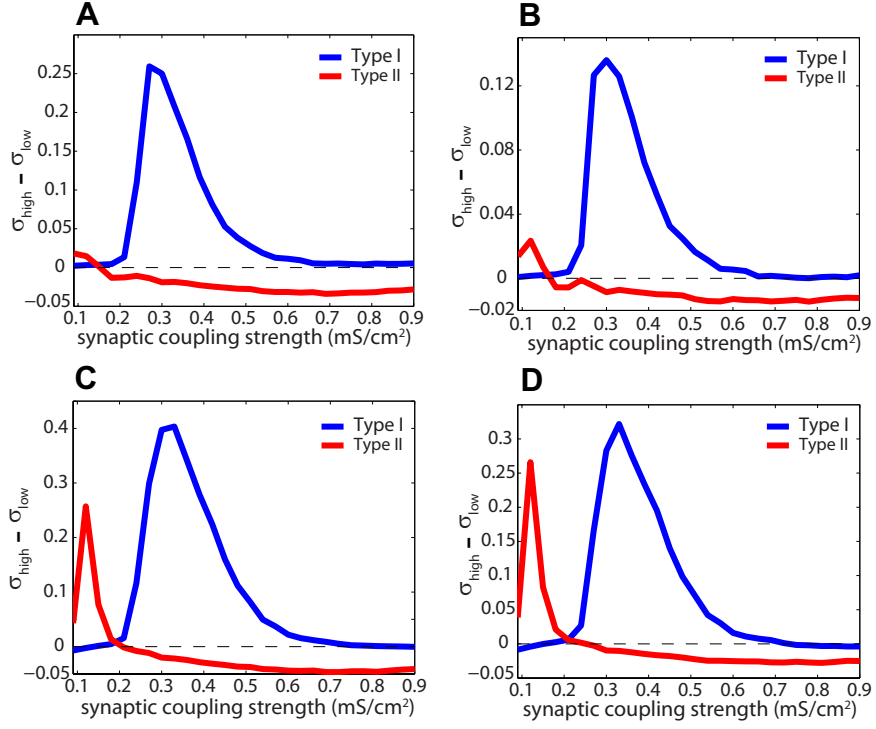 A
Type I
Type II
σhigh – σlow
0.25
0.2
0.15
0.1
0.05
0
−0.05
0.1 0.2 0.3 0.4 0.5 0.6 0.7 0.8 0.9
synaptic coupling strength (mS/cm²)
B
Type I
Type II
σhigh – σlow
0.12
0.08
0.04
0
−0.02
0.1 0.2 0.3 0.4 0.5 0.6 0.7 0.8 0.9
synaptic coupling strength (mS/cm²)
C
Type I
Type II
σhigh – σlow
0.4
0.3
0.2
0.1
0
−0.05
0.1 0.2 0.3 0.4 0.5 0.6 0.7 0.8 0.9
synaptic coupling strength (mS/cm²)
D
Type I
Type II
σhigh – σlow
0.3
0.25
0.2
0.15
0.1
0.05
0
−0.05
0.1 0.2 0.3 0.4 0.5 0.6 0.7 0.8 0.9
synaptic coupling strength (mS/cm²)